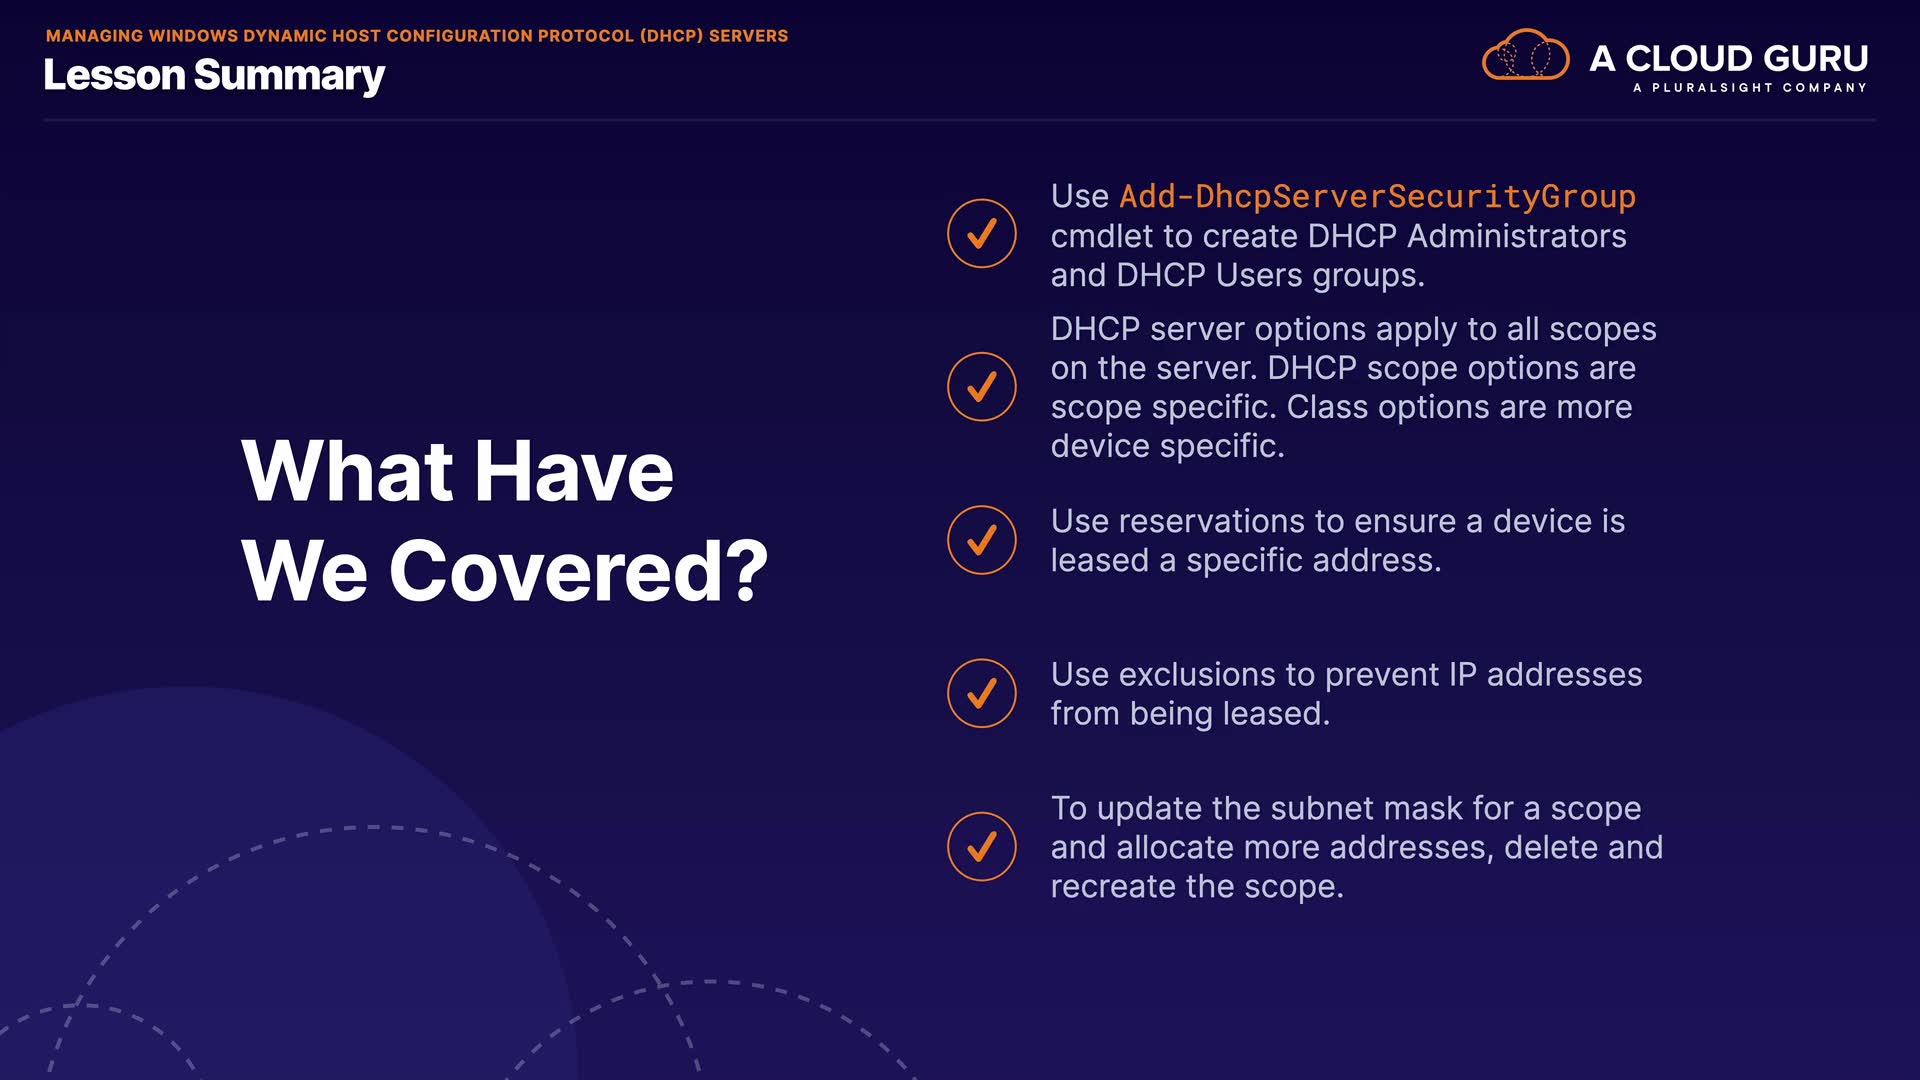 MANAGING WINDOWS DYNAMIC HOST CONFIGURATION PROTOCOL (DHCP) SERVERS
Lesson Summary
A CLOUD GURU
A PLURALSIGHT COMPANY
What Have
We Covered?
Use Add-DhcpServerSecurityGroup
cmdlet to create DHCP Administrators
and DHCP Users groups.
DHCP server options apply to all scopes
on the server. DHCP scope options are
scope specific. Class options are more
device specific.
Use reservations to ensure a device is
leased a specific address.
Use exclusions to prevent IP addresses
from being leased.
To update the subnet mask for a scope
and allocate more addresses, delete and
recreate the scope.